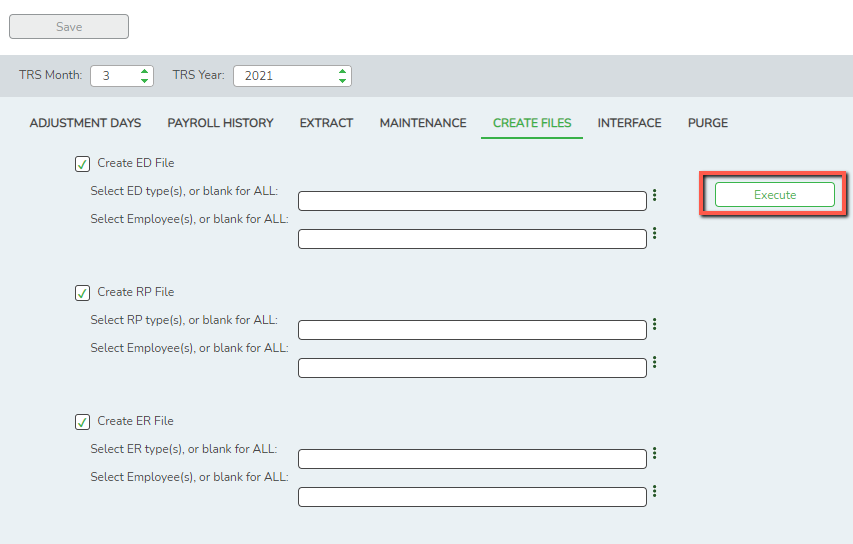 Save
TRS Month: 3 TRS Year: 2021
ADJUSTMENT DAYS PAYROLL HISTORY EXTRACT MAINTENANCE CREATE FILES INTERFACE PURGE
Create ED File
Select ED type(s), or blank for ALL:
Execute
Select Employee(s), or blank for ALL:
Create RP File
Select RP type(s), or blank for ALL:
Select Employee(s), or blank for ALL:
Create ER File
Select ER type(s), or blank for ALL:
Select Employee(s), or blank for ALL: